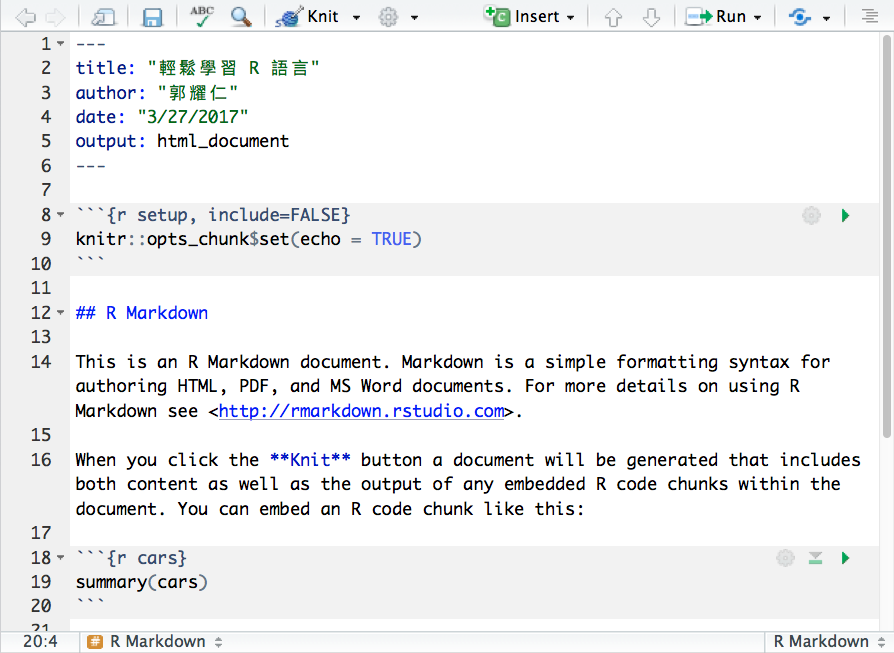 ABC Knit Insert Run
1 ---
2 title: "輕鬆學習 R 語言"
3 author: "郭耀仁"
4 date: "3/27/2017"
5 output: html_document
6 ---
7
8 ```{r setup, include=FALSE}
9 knitr::opts_chunk$set(echo = TRUE)
10 ```
11
12 ## R Markdown
13
14 This is an R Markdown document. Markdown is a simple formatting syntax for
authoring HTML, PDF, and MS Word documents. For more details on using R
Markdown see <http://rmarkdown.rstudio.com>.
15
16 When you click the **Knit** button a document will be generated that includes
both content as well as the output of any embedded R code chunks within the
document. You can embed an R code chunk like this:
17
18 ```{r cars}
19 summary(cars)
20 ```
21
20:4 # R Markdown R Markdown